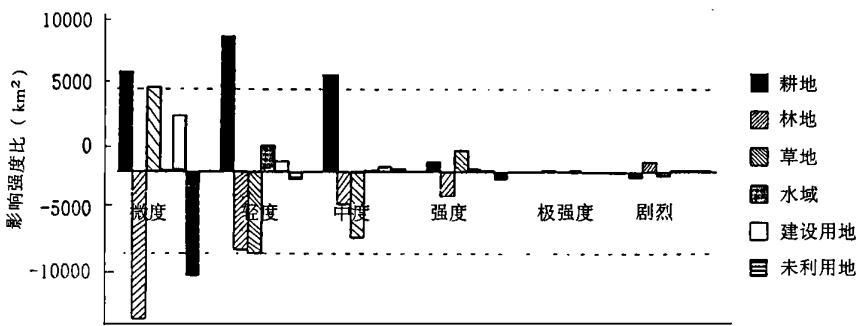 影响强度比（km²）
10000
5000
0
-5000
-10000
微度
轻度
中度
强度
极强度
剧烈
耕地
林地
草地
水域
建设用地
未利用地